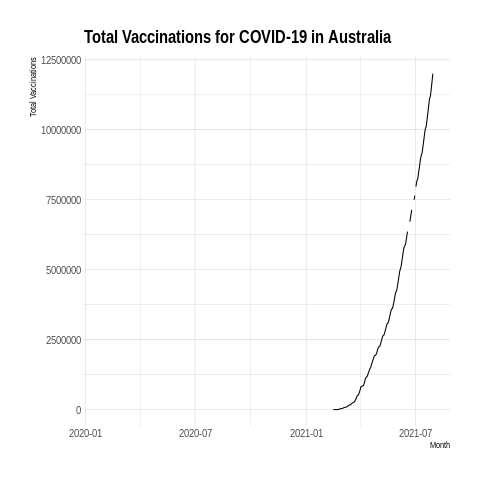 Total Vaccinations for COVID-19 in Australia
Total Vaccinations
12500000
10000000
7500000
5000000
2500000
0
2020-01 2020-07 2021-01 2021-07
Month